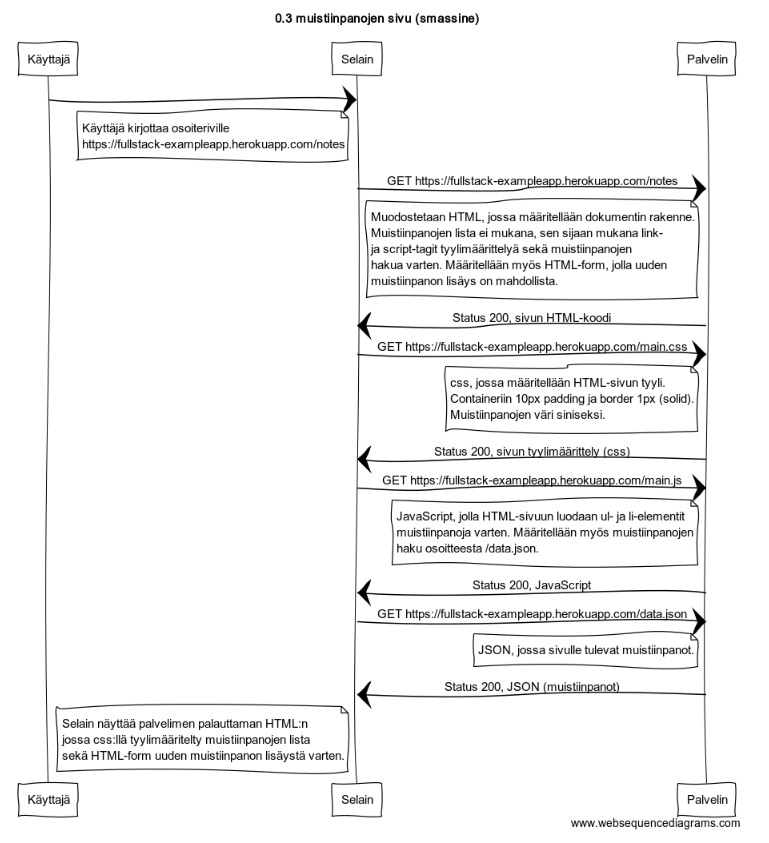 0.3 muistiinpanojen sivu (smassine)
Käyttäjä
Selain
Palvelin
Käyttäjä kirjottaa osoiteriville
https://fullstack-exampleapp.herokuapp.com/notes
GET https://fullstack-exampleapp.herokuapp.com/notes
Muodostetaan HTML, jossa määritellään dokumentin rakenne.
Muistiinpanojen lista ei mukana, sen sijaan mukana link-
ja script-tagit tyylimäärittelyä sekä muistiinpanojen
hakua varten. Määritellään myös HTML-form, jolla uuden
muistiinpanon lisäys on mahdollista.
Status 200, sivun HTML-koodi
GET https://fullstack-exampleapp.herokuapp.com/main.css
css, jossa määritellään HTML-sivun tyyli.
Containeriin 10px padding ja border 1px (solid).
Muistiinpanojen väri siniseksi.
Status 200, sivun tyylimäärittely (css)
GET https://fullstack-exampleapp.herokuapp.com/main.js
JavaScript, jolla HTML-sivuun luodaan ul- ja li-elementit
muistiinpanoja varten. Määritellään myös muistiinpanojen
haku osoitteesta /data.json.
Status 200, JavaScript
GET https://fullstack-exampleapp.herokuapp.com/data.json
JSON, jossa sivulle tulevat muistiinpanot.
Status 200, JSON (muistiinpanot)
Selain näyttää palvelimen palauttaman HTML:n
jossa css:llä tyylimääritelty muistiinpanojen lista
sekä HTML-form uuden muistiinpanon lisäystä varten.
Käyttäjä
Selain
Palvelin
www.websequencediagrams.com